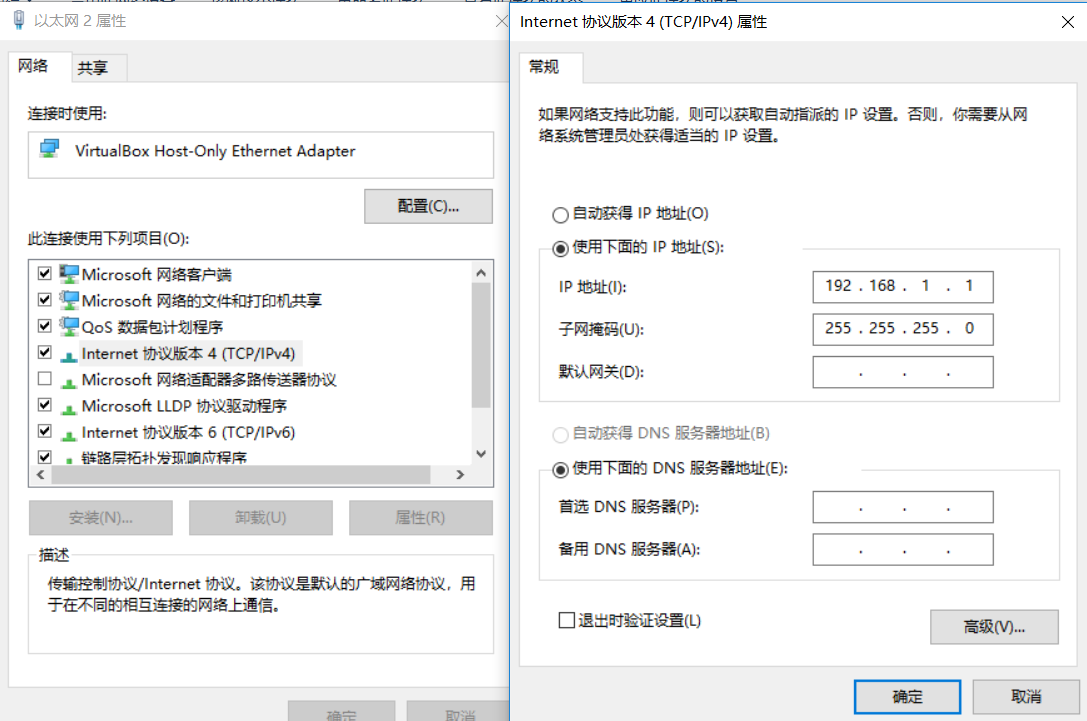 以太网 2 属性
网络
共享
连接时使用:
VirtualBox Host-Only Ethernet Adapter
配置(C)...
此连接使用下列项目(O):
Microsoft 网络客户端
Microsoft 网络的文件和打印机共享
QoS 数据包计划程序
Internet 协议版本 4 (TCP/IPv4)
Microsoft 网络适配器多路传送器协议
Microsoft LLDP 协议驱动程序
Internet 协议版本 6 (TCP/IPv6)
链路层拓扑发现响应程序
安装(N)...
卸载(U)
属性(R)
描述
传输控制协议/Internet 协议。该协议是默认的广域网络协议，用
于在不同的相互连接的网络上通信。
确定
取消
Internet 协议版本 4 (TCP/IPv4) 属性
常规
如果网络支持此功能，则可以获取自动指派的 IP 设置。否则，你需要从网
络系统管理员处获得适当的 IP 设置。
自动获得 IP 地址(O)
使用下面的 IP 地址(S):
IP 地址(I):
192 . 168 . 1 . 1
子网掩码(U):
255 . 255 . 255 . 0
默认网关(D):
. . .
自动获得 DNS 服务器地址(B)
使用下面的 DNS 服务器地址(E):
首选 DNS 服务器(P):
. . .
备用 DNS 服务器(A):
. . .
退出时验证设置(L)
高级(V)...
确定
取消